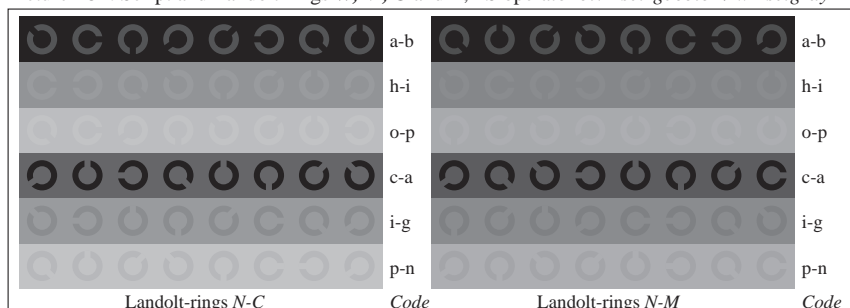 a-b a-b
h-i h-i
o-p o-p
c-a c-a
i-g i-g
p-n p-n
Landolt-rings N-C Code Landolt-rings N-M Code